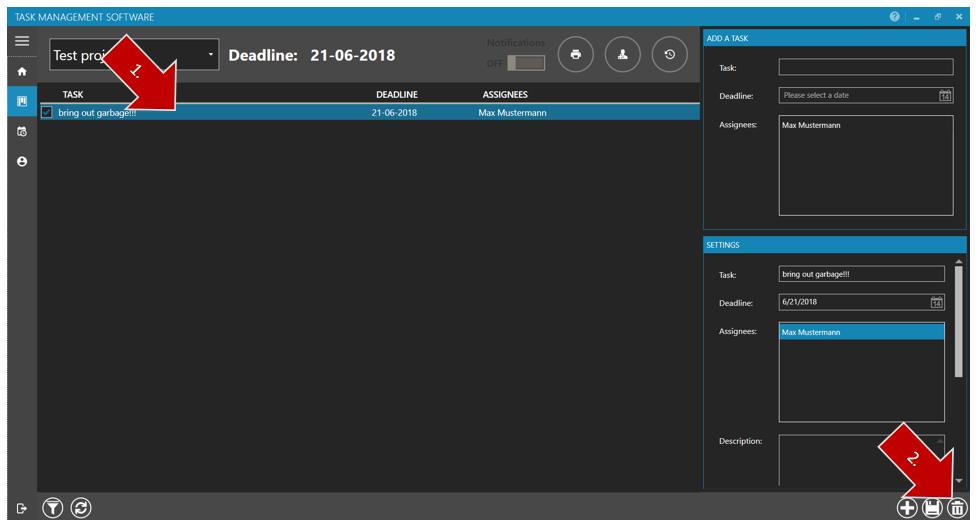 TASK MANAGEMENT SOFTWARE
Test proj
Deadline: 21-06-2018
Notifications
OFF
1.
TASK DEADLINE ASSIGNEES
bring out garbage!!! 21-06-2018 Max Mustermann
ADD A TASK
Task:
Deadline: Please select a date 14
Assignees: Max Mustermann
SETTINGS
Task: bring out garbage!!!
Deadline: 6/21/2018 14
Assignees: Max Mustermann
Description:
2.